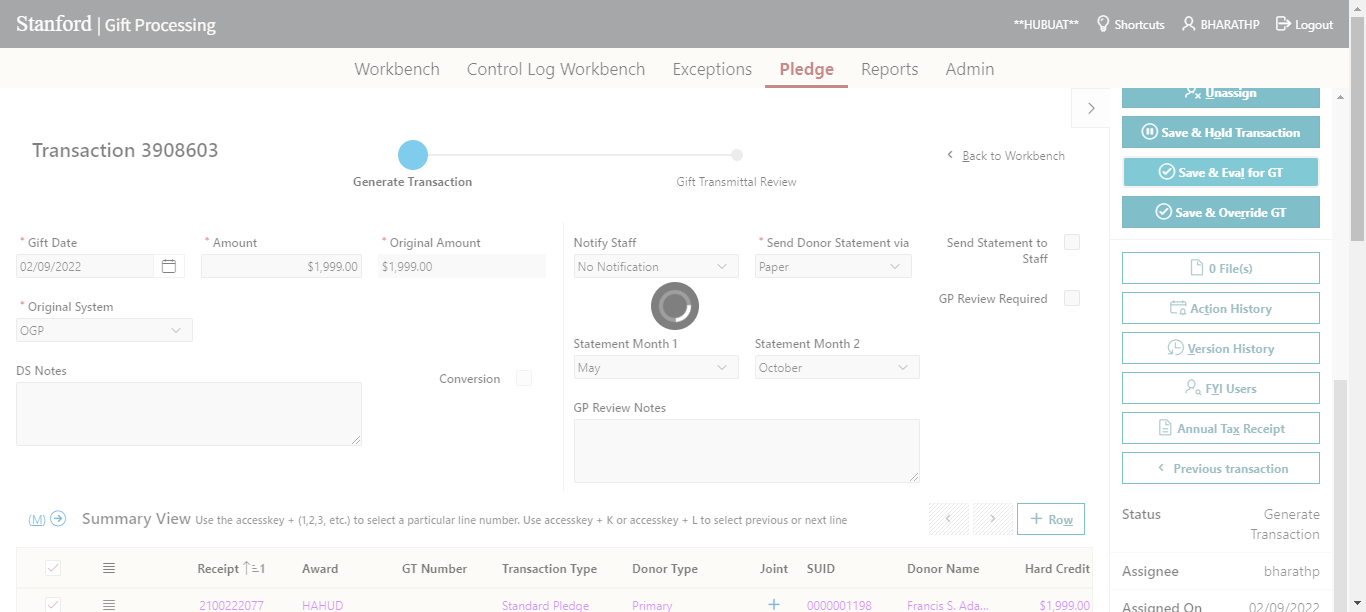 Stanford | Gift Processing
**HUBUAT** Shortcuts BHARATHP Logout
Workbench Control Log Workbench Exceptions Pledge Reports Admin
Unassign
Save & Hold Transaction
Save & Eval for GT
Save & Override GT
Transaction 3908603
Generate Transaction Gift Transmittal Review
< Back to Workbench
* Gift Date * Amount * Original Amount
02/09/2022 $1,999.00 $1,999.00
* Original System
OGP
DS Notes
Conversion
Notify Staff * Send Donor Statement via
No Notification Paper
Send Statement to
Staff
GP Review Required
Statement Month 1 Statement Month 2
May October
GP Review Notes
0 File(s)
Action History
Version History
FYI Users
Annual Tax Receipt
< Previous transaction
Status Generate
Transaction
Assignee bharathp
Assigned On 02/09/2022
(M) Summary View Use the accesskey + (1,2,3, etc.) to select a particular line number. Use accesskey + K or accesskey + L to select previous or next line
< > + Row
Receipt 1 Award GT Number Transaction Type Donor Type Joint SUID Donor Name Hard Credit
2100222077 HAHUD Standard Pledge Primary + 0000001198 Francis S. Ada... $1,999.00